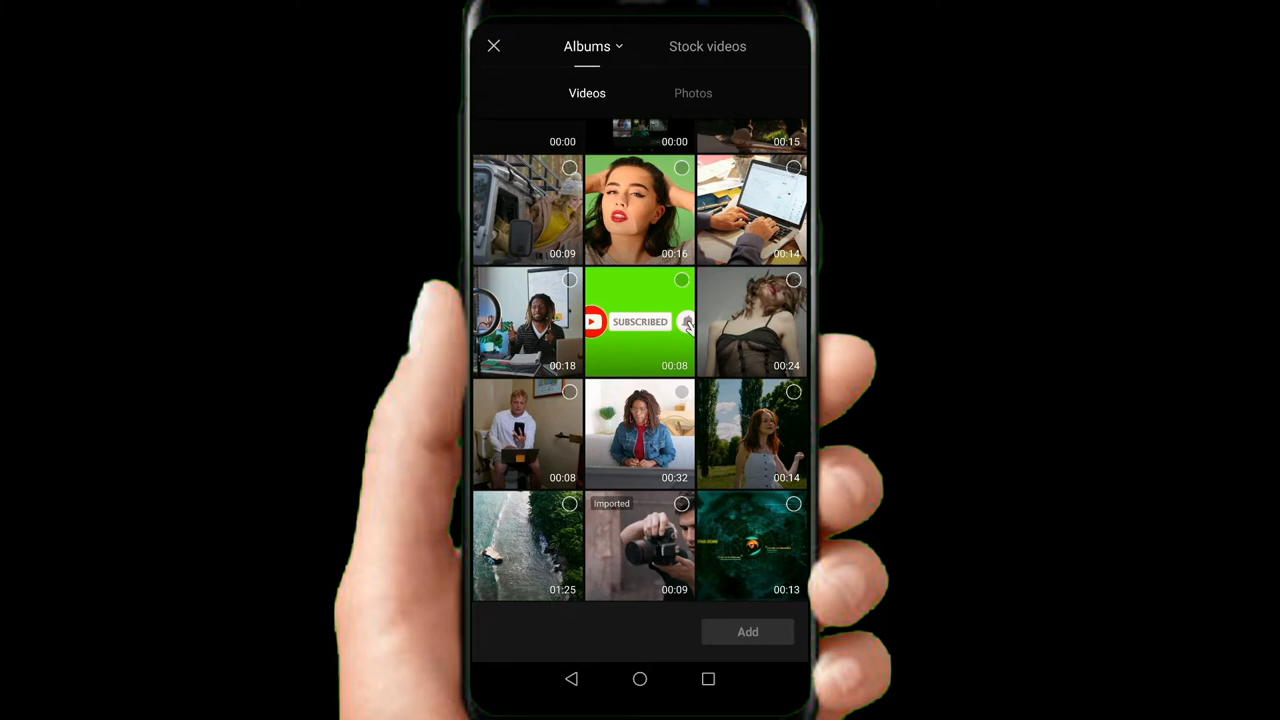 Albums Stock videos
Videos Photos
00:00 00:00 00:15
00:09 00:16 00:14
SUBSCRIBED
00:18 00:08 00:24
00:08 00:32 00:14
Imported
01:25 00:09 00:13
Add